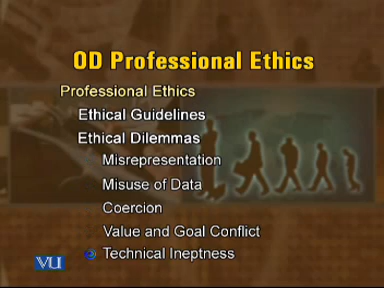 OD Professional Ethics
Professional Ethics
Ethical Guidelines
Ethical Dilemmas
Misrepresentation
Misuse of Data
Coercion
Value and Goal Conflict
Technical Ineptness
VU